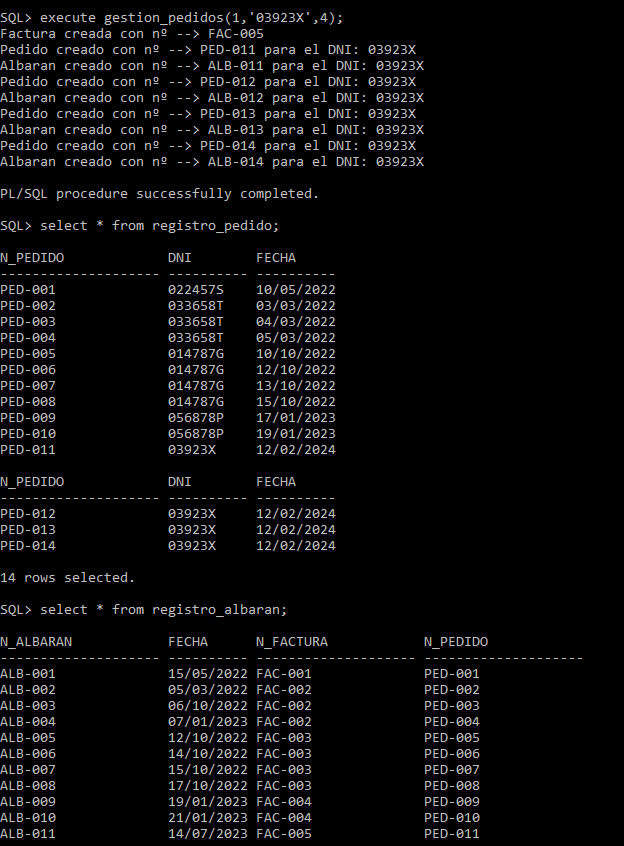 SQL> execute gestion_pedidos(1,'03923X',4);
Factura creada con nº --> FAC-005
Pedido creado con nº --> PED-011 para el DNI: 03923X
Albaran creado con nº --> ALB-011 para el DNI: 03923X
Pedido creado con nº --> PED-012 para el DNI: 03923X
Albaran creado con nº --> ALB-012 para el DNI: 03923X
Pedido creado con nº --> PED-013 para el DNI: 03923X
Albaran creado con nº --> ALB-013 para el DNI: 03923X
Pedido creado con nº --> PED-014 para el DNI: 03923X
Albaran creado con nº --> ALB-014 para el DNI: 03923X
PL/SQL procedure successfully completed.
SQL> select * from registro_pedido;
N_PEDIDO             DNI        FECHA
-------------------- ---------- ----------
PED-001              022457S    10/05/2022
PED-002              033658T    03/03/2022
PED-003              033658T    04/03/2022
PED-004              033658T    05/03/2022
PED-005              014787G    10/10/2022
PED-006              014787G    12/10/2022
PED-007              014787G    13/10/2022
PED-008              014787G    15/10/2022
PED-009              056878P    17/01/2023
PED-010              056878P    19/01/2023
PED-011              03923X     12/02/2024
N_PEDIDO             DNI        FECHA
-------------------- ---------- ----------
PED-012              03923X     12/02/2024
PED-013              03923X     12/02/2024
PED-014              03923X     12/02/2024
14 rows selected.
SQL> select * from registro_albaran;
N_ALBARAN            FECHA      N_FACTURA            N_PEDIDO
-------------------- ---------- -------------------- --------------------
ALB-001              15/05/2022 FAC-001              PED-001
ALB-002              05/03/2022 FAC-002              PED-002
ALB-003              06/10/2022 FAC-002              PED-003
ALB-004              07/01/2023 FAC-002              PED-004
ALB-005              12/10/2022 FAC-003              PED-005
ALB-006              14/10/2022 FAC-003              PED-006
ALB-007              15/10/2022 FAC-003              PED-007
ALB-008              17/10/2022 FAC-003              PED-008
ALB-009              19/01/2023 FAC-004              PED-009
ALB-010              21/01/2023 FAC-004              PED-010
ALB-011              14/07/2023 FAC-005              PED-011